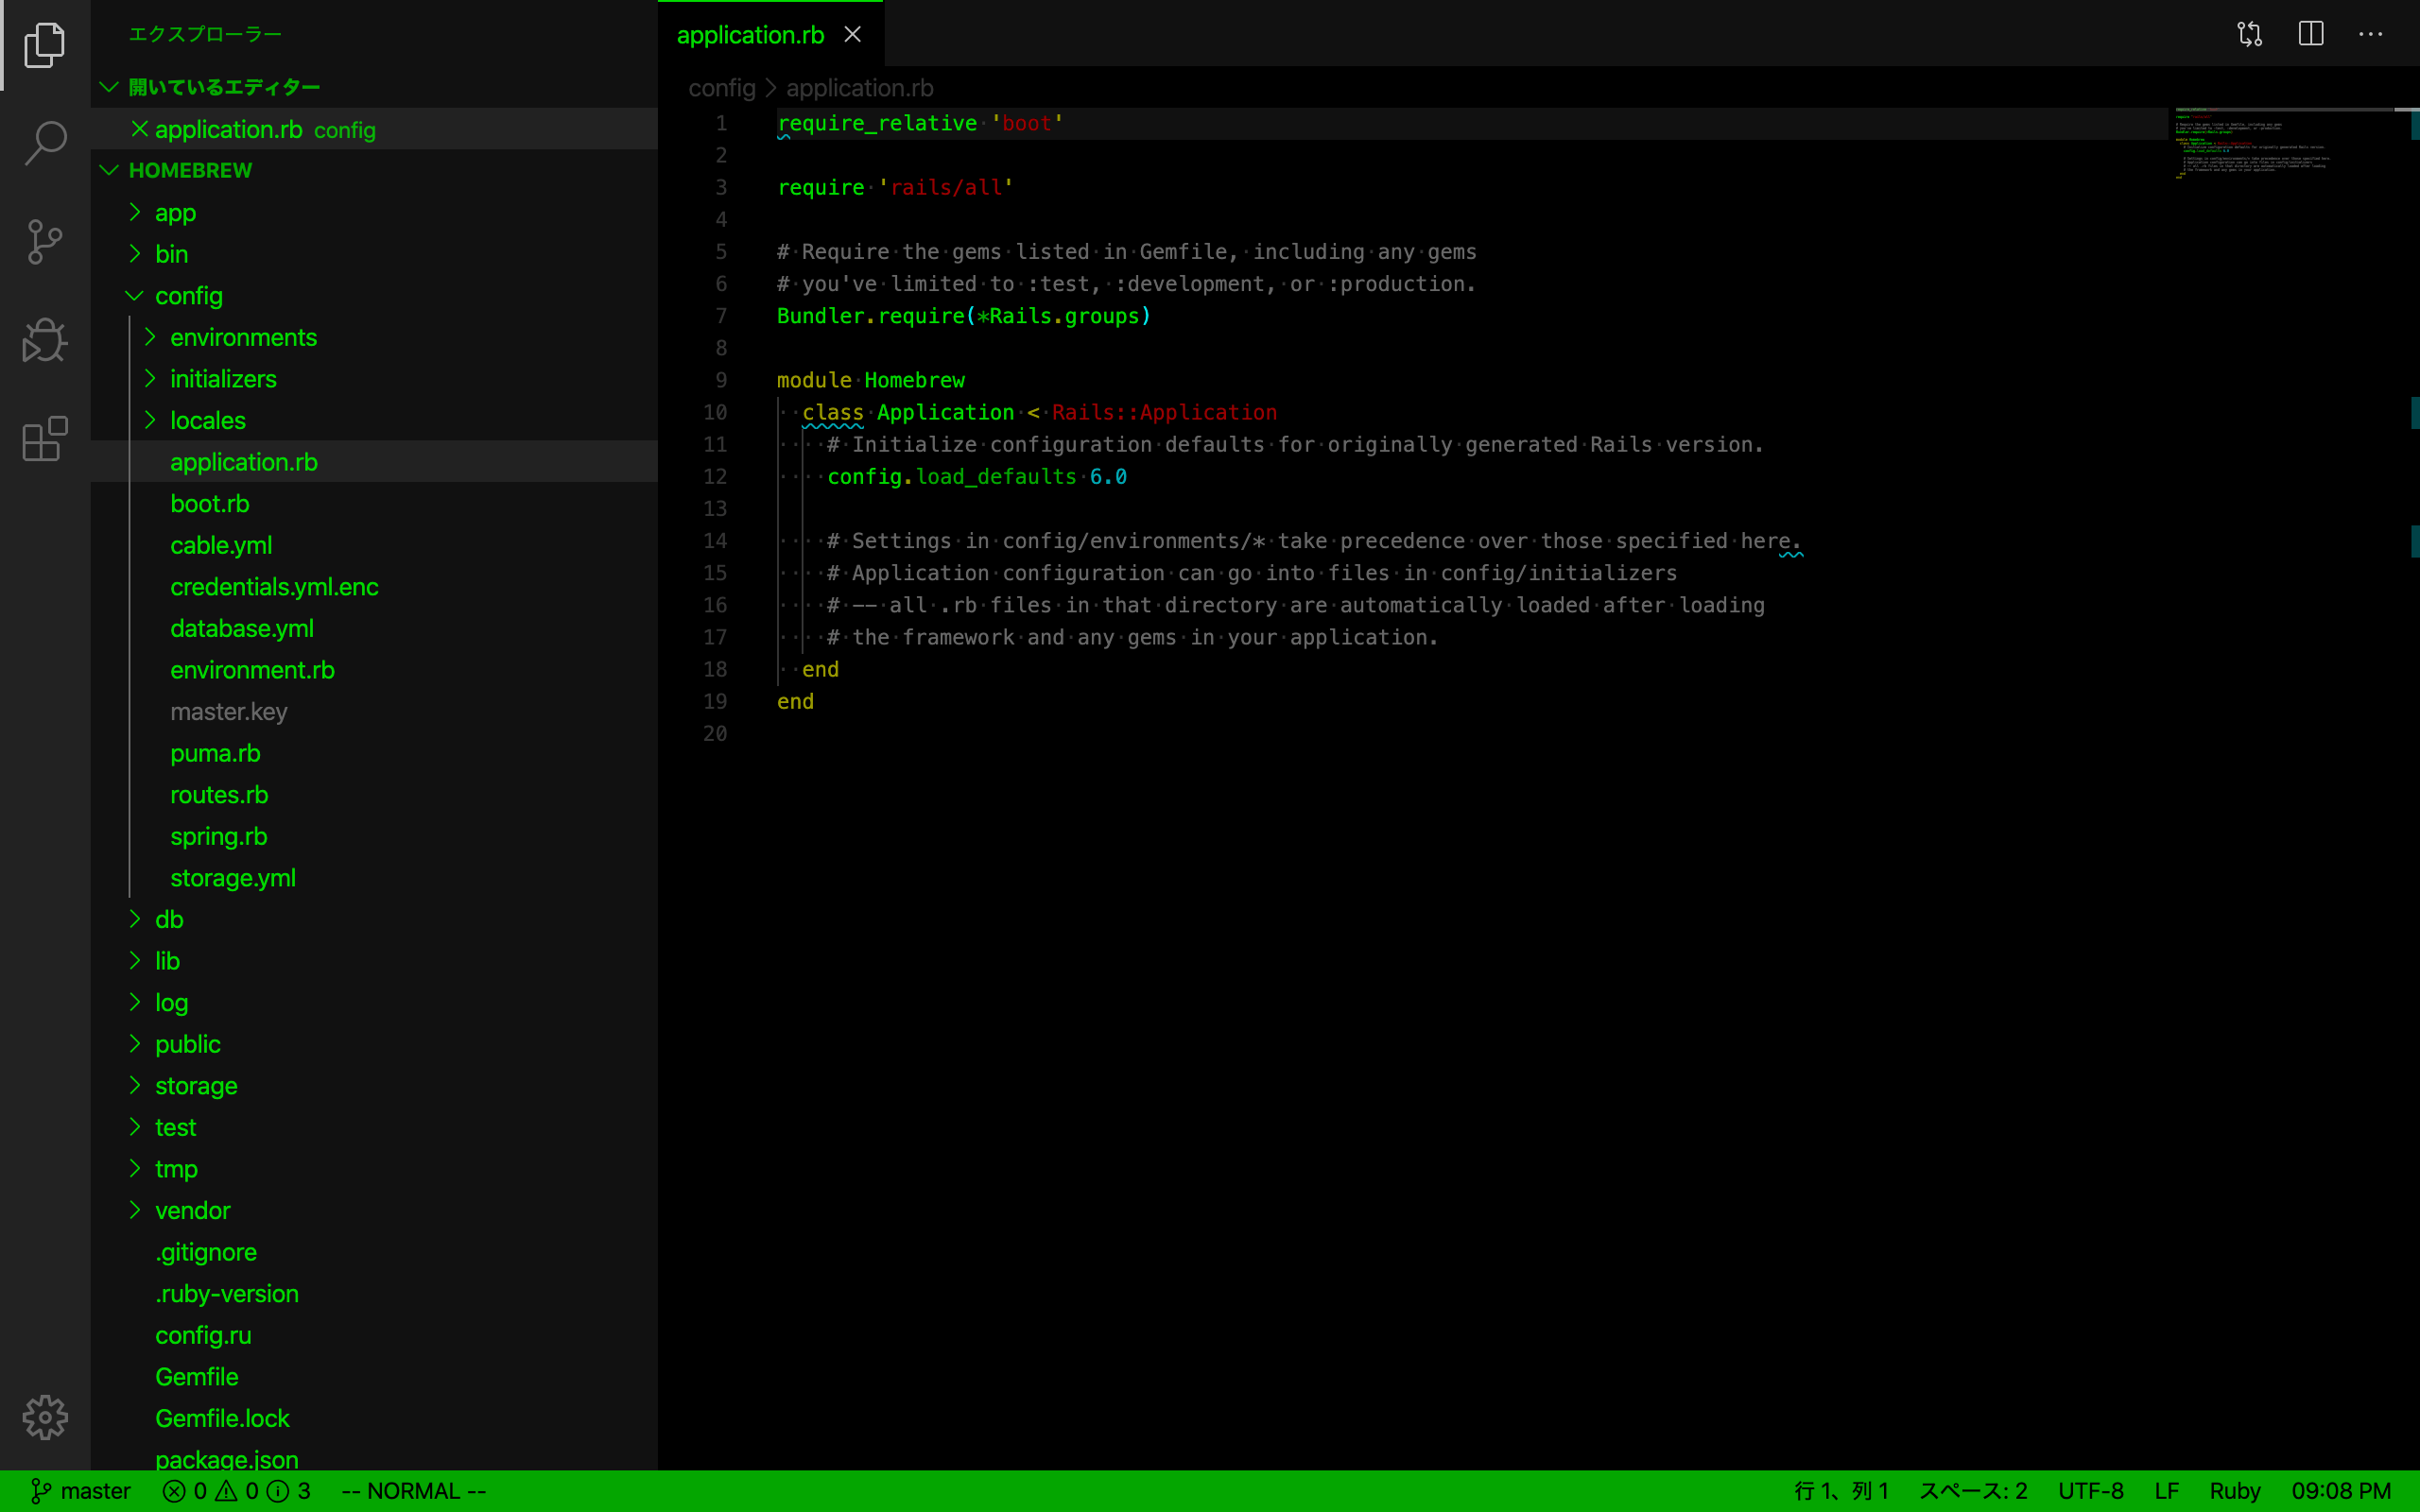 エクスプローラー
開いているエディター
application.rb config
HOMEBREW
app
bin
config
environments
initializers
locales
application.rb
boot.rb
cable.yml
credentials.yml.enc
database.yml
environment.rb
master.key
puma.rb
routes.rb
spring.rb
storage.yml
db
lib
log
public
storage
test
tmp
vendor
.gitignore
.ruby-version
config.ru
Gemfile
Gemfile.lock
package.json
application.rb
config > application.rb
1 require_relative 'boot'
2
3 require 'rails/all'
4
5 # Require the gems listed in Gemfile, including any gems
6 # you've limited to :test, :development, or :production.
7 Bundler.require(*Rails.groups)
8
9 module Homebrew
10   class Application < Rails::Application
11     # Initialize configuration defaults for originally generated Rails version.
12     config.load_defaults 6.0
13
14     # Settings in config/environments/* take precedence over those specified here.
15     # Application configuration can go into files in config/initializers
16     # -- all .rb files in that directory are automatically loaded after loading
17     # the framework and any gems in your application.
18   end
19 end
20
master 0 0 3 -- NORMAL -- 行 1、列 1 スペース: 2 UTF-8 LF Ruby 09:08 PM